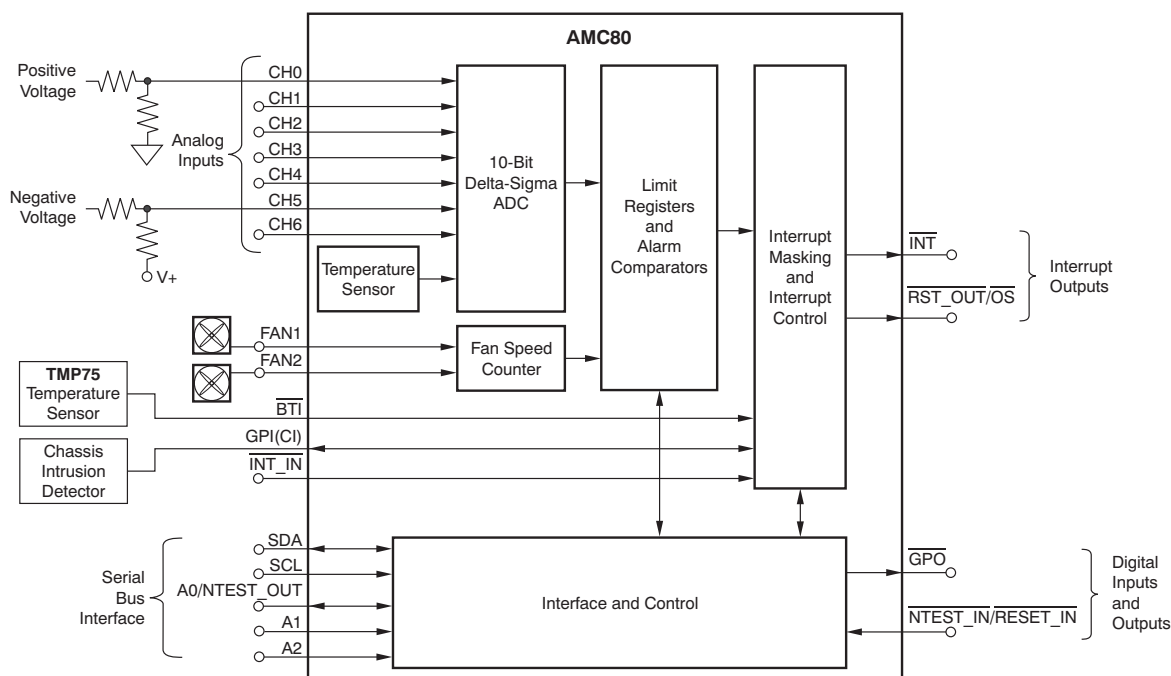 AMC80
Positive
Voltage
Analog
Inputs
Negative
Voltage
V+
CH0
CH1
CH2
CH3
CH4
CH5
CH6
10-Bit
Delta-Sigma
ADC
Temperature
Sensor
FAN1
FAN2
Fan Speed
Counter
Limit
Registers
and
Alarm
Comparators
Interrupt
Masking
and
Interrupt
Control
INT
RST_OUT/OS
Interrupt
Outputs
TMP75
Temperature
Sensor
BTI
GPI(CI)
INT_IN
Chassis
Intrusion
Detector
Serial
Bus
Interface
SDA
SCL
A0/NTEST_OUT
A1
A2
Interface and Control
GPO
NTEST_IN/RESET_IN
Digital
Inputs
and
Outputs